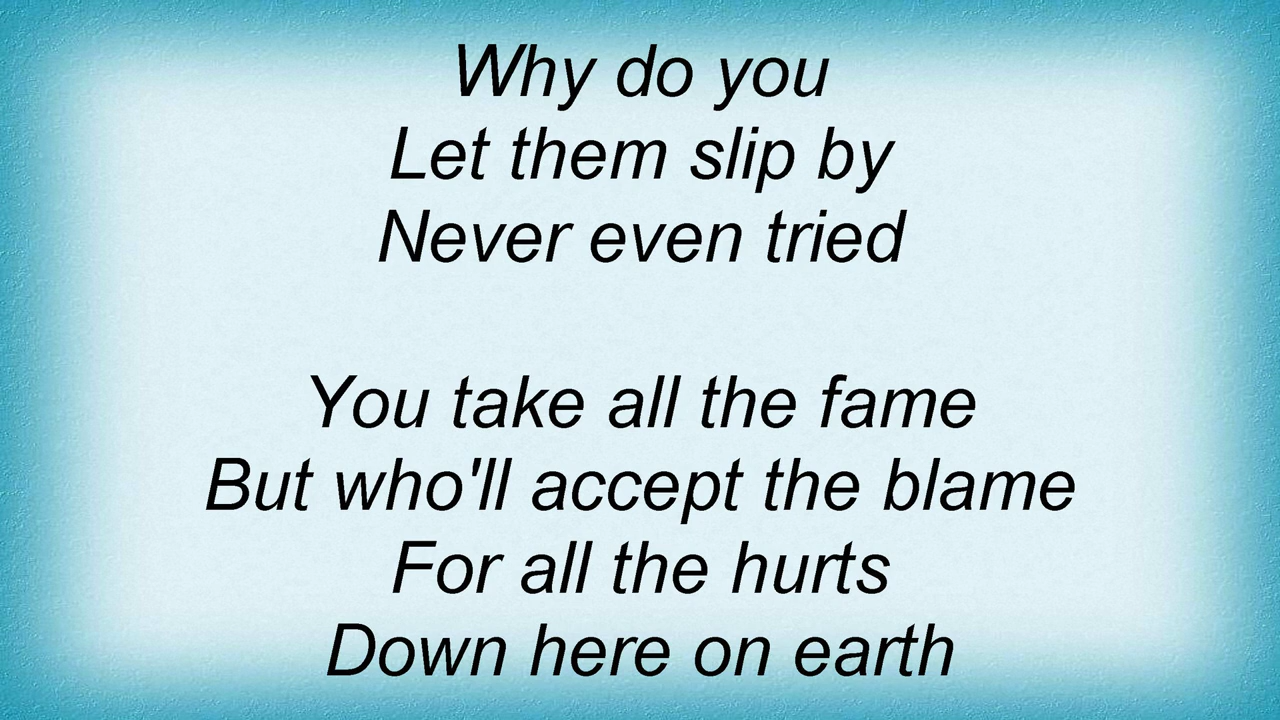 Why do you
Let them slip by
Never even tried
You take all the fame
But who'll accept the blame
For all the hurts
Down here on earth